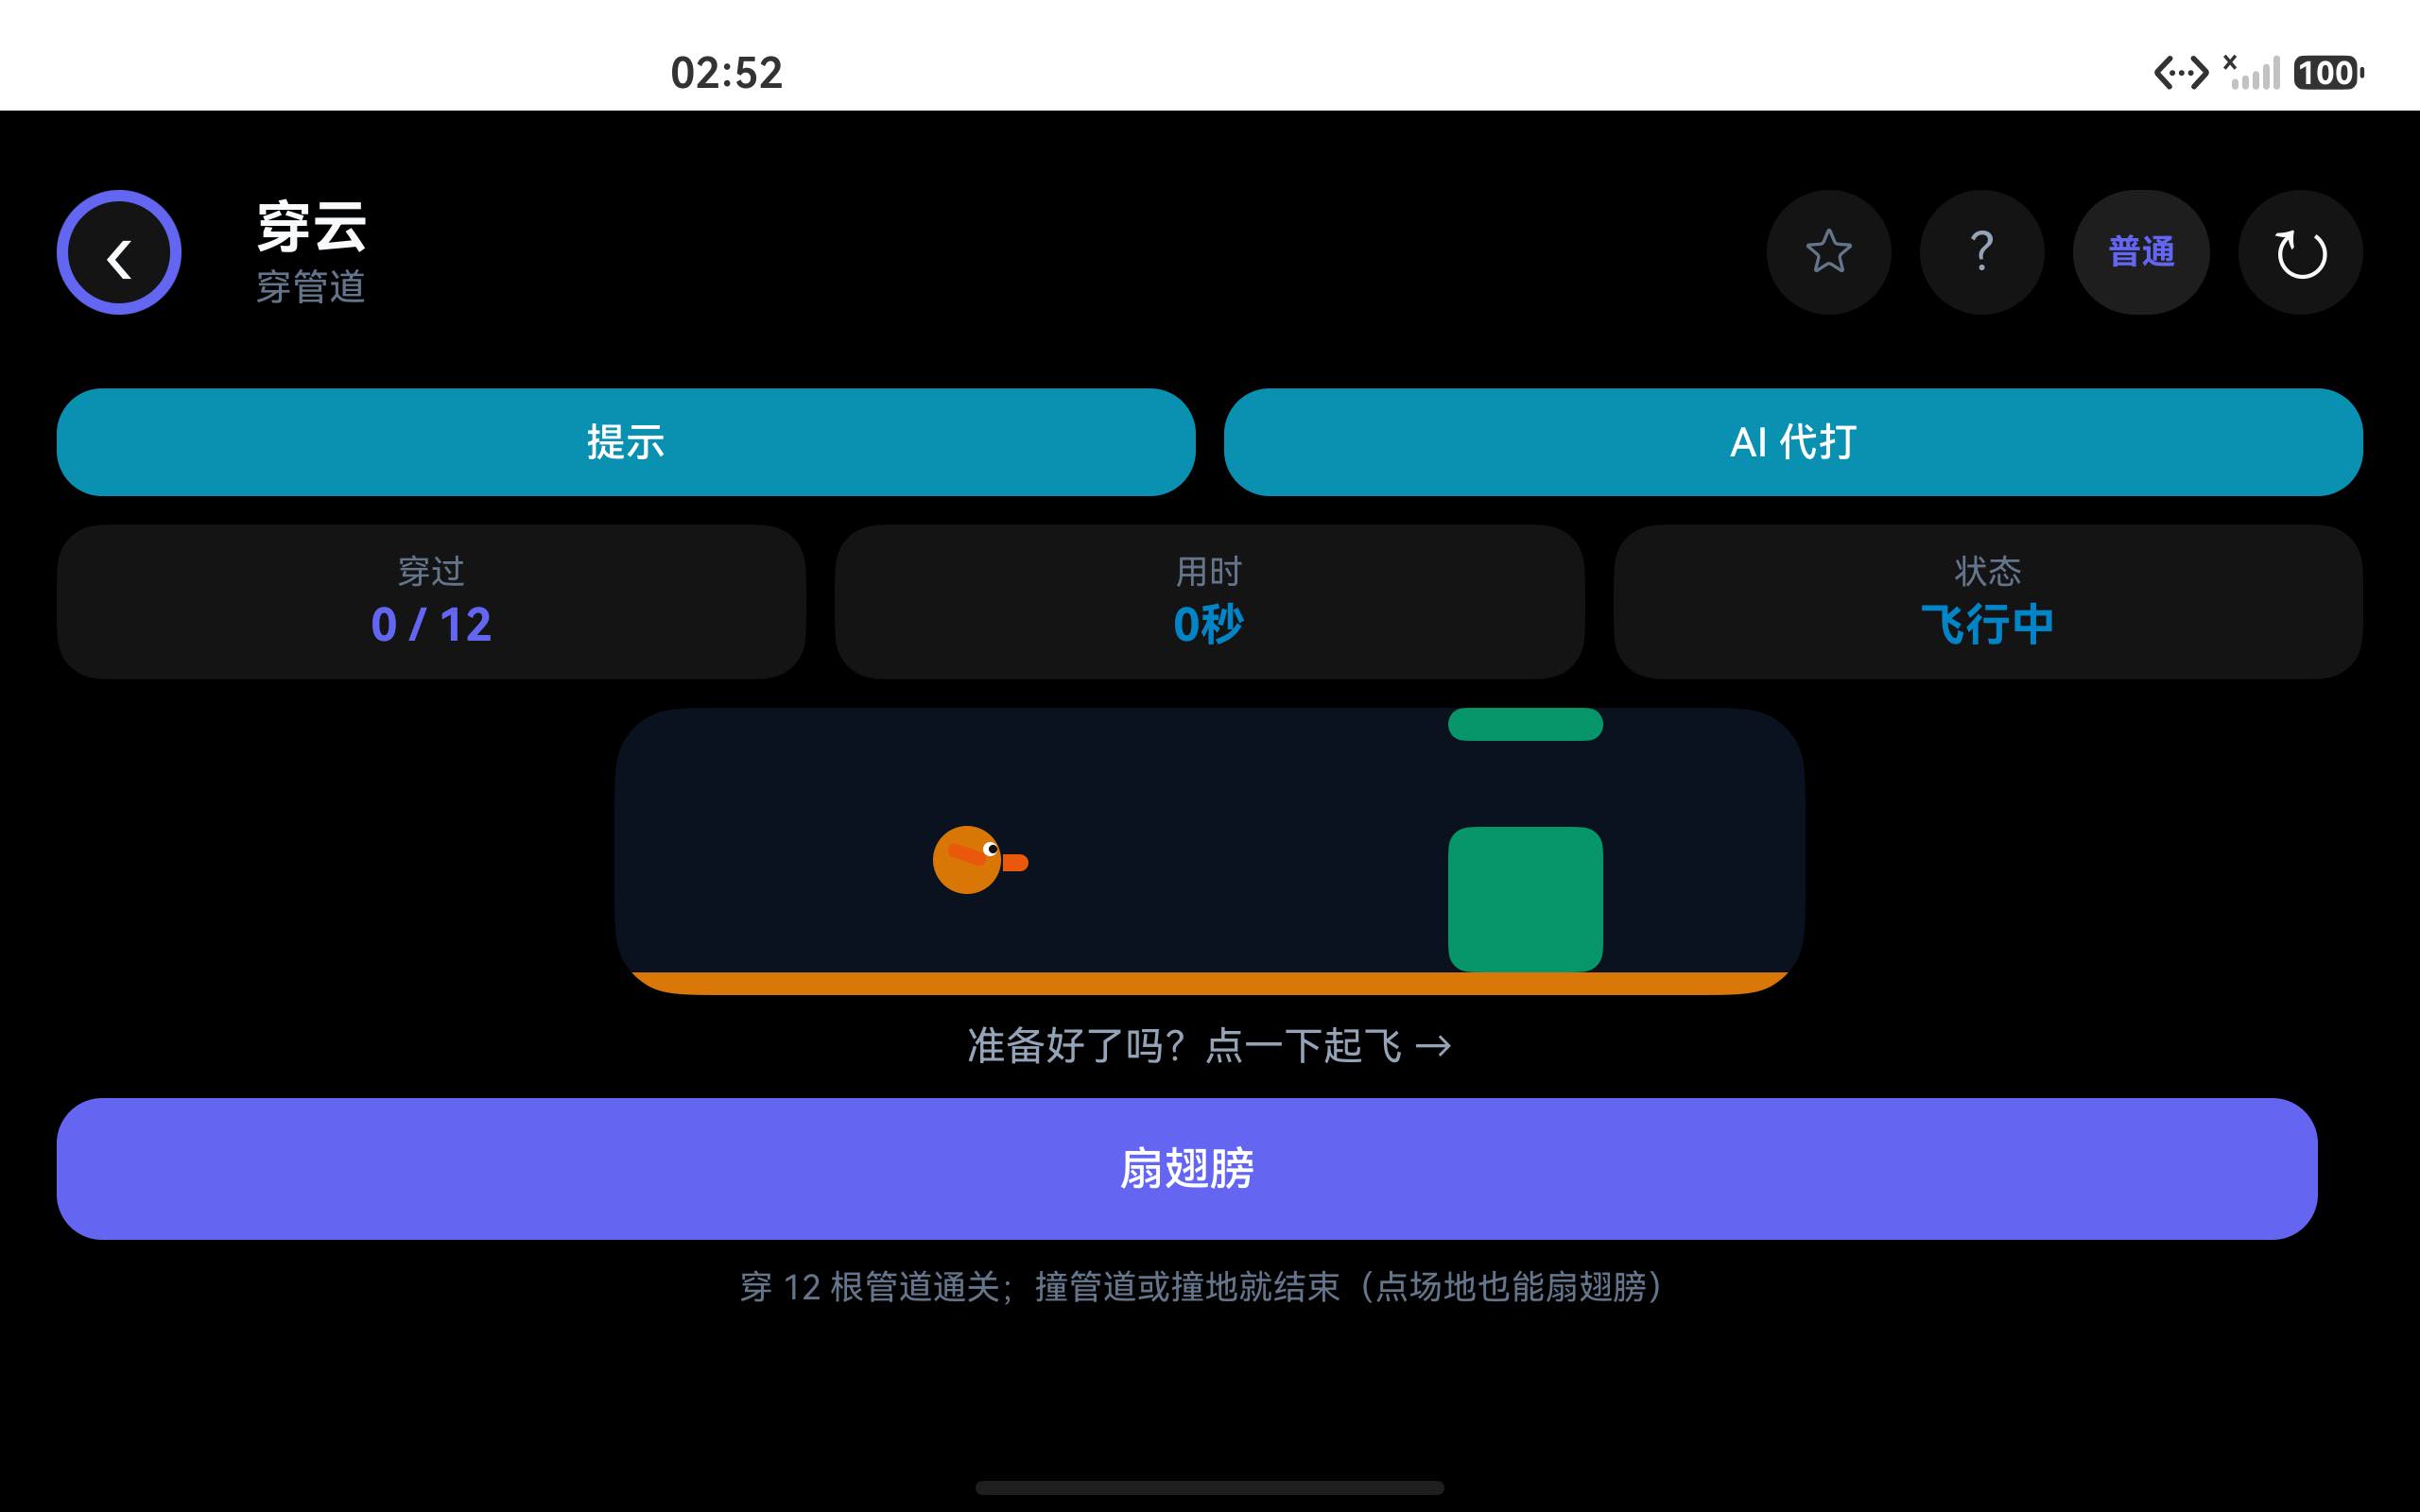 02:52
100
穿云
穿管道
?
普通
提示
AI 代打
穿过
0 / 12
用时
0秒
状态
飞行中
准备好了吗？点一下起飞 →
扇翅膀
穿 12 根管道通关；撞管道或撞地就结束（点场地也能扇翅膀）